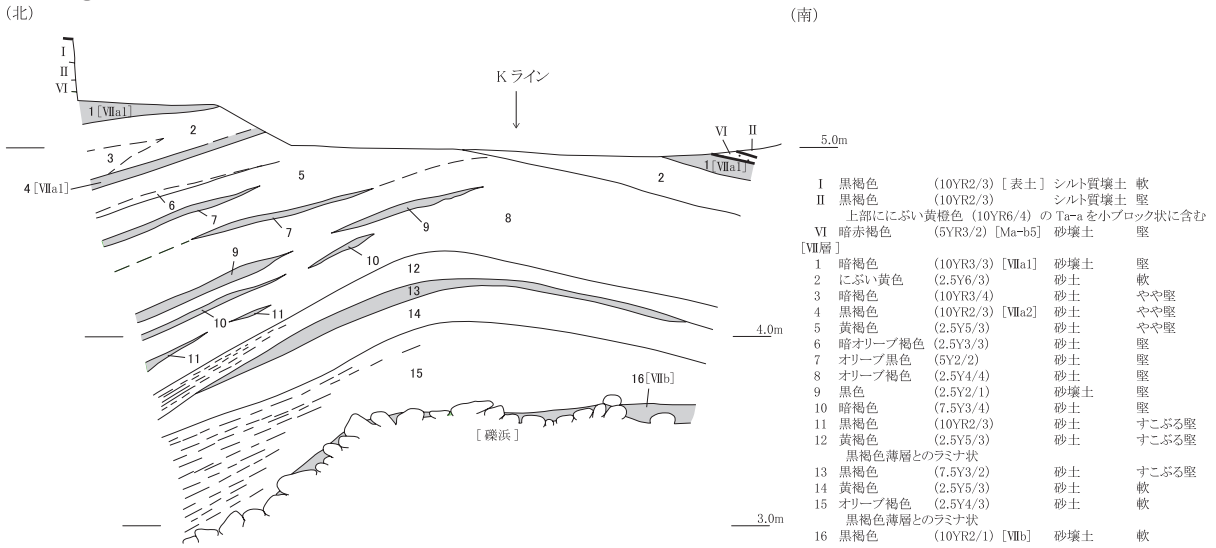 (北)
(南)
I
II
VI
1[Ⅶa1]
Kライン
2
3
4[Ⅶa1]
5
6
7
7
8
9
9
10
10
11
11
12
13
14
15
16[Ⅶb]
[礫浜]
VI
II
1[Ⅶa1]
2
5.0m
4.0m
3.0m
I 黒褐色 (10YR2/3) [表土] シルト質壌土 軟
II 黒褐色 (10YR2/3) シルト質壌土 堅
上部ににぶい黄橙色 (10YR6/4) のTa-aを小ブロック状に含む
VI 暗赤褐色 (5YR3/2) [Ma-b5] 砂壌土 堅
[Ⅶ層]
1 暗褐色 (10YR3/3) [Ⅶa1] 砂壌土 堅
2 にぶい黄色 (2.5Y6/3) 砂土 軟
3 暗褐色 (10YR3/4) 砂土 やや堅
4 黒褐色 (10YR2/3) [Ⅶa2] 砂土 やや堅
5 黄褐色 (2.5Y5/3) 砂土 やや堅
6 暗オリーブ褐色 (2.5Y3/3) 砂土 堅
7 オリーブ黒色 (5Y2/2) 砂土 堅
8 オリーブ褐色 (2.5Y4/4) 砂土 堅
9 黒色 (2.5Y2/1) 砂壌土 堅
10 暗褐色 (7.5Y3/4) 砂土 堅
11 黒褐色 (10YR2/3) 砂土 すこぶる堅
12 黄褐色 (2.5Y5/3) 砂土 すこぶる堅
黒褐色薄層とのラミナ状
13 黒褐色 (7.5Y3/2) 砂土 すこぶる堅
14 黄褐色 (2.5Y5/3) 砂土 軟
15 オリーブ褐色 (2.5Y4/3) 砂土 軟
黒褐色薄層とのラミナ状
16 黒褐色 (10YR2/1) [Ⅶb] 砂壌土 軟